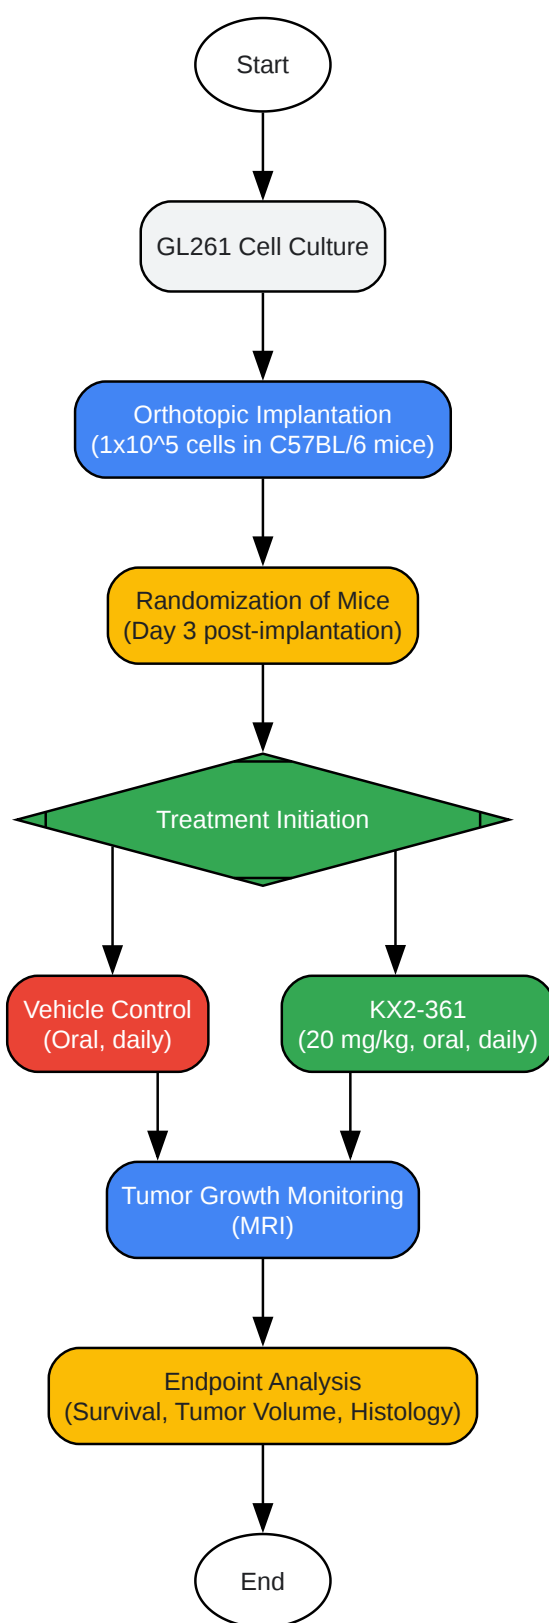 Start
GL261 Cell Culture
Orthotopic Implantation
(1x10^5 cells in C57BL/6 mice)
Randomization of Mice
(Day 3 post-implantation)
Treatment Initiation
Vehicle Control
(Oral, daily)
KX2-361
(20 mg/kg, oral, daily)
Tumor Growth Monitoring
(MRI)
Endpoint Analysis
(Survival, Tumor Volume, Histology)
End